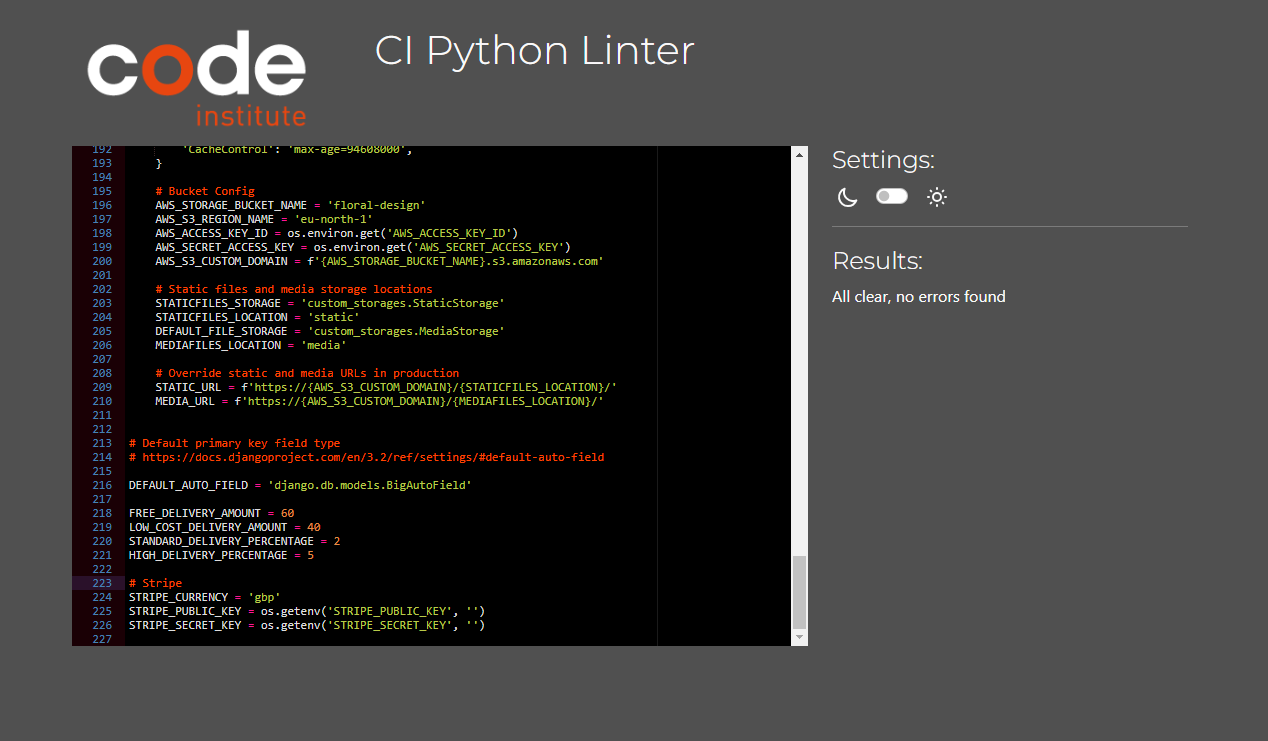 code
institute
CI Python Linter
192 'CacheControl': 'max-age=94608000',
193 }
194
195 # Bucket Config
196 AWS_STORAGE_BUCKET_NAME = 'floral-design'
197 AWS_S3_REGION_NAME = 'eu-north-1'
198 AWS_ACCESS_KEY_ID = os.environ.get('AWS_ACCESS_KEY_ID')
199 AWS_SECRET_ACCESS_KEY = os.environ.get('AWS_SECRET_ACCESS_KEY')
200 AWS_S3_CUSTOM_DOMAIN = f'{AWS_STORAGE_BUCKET_NAME}.s3.amazonaws.com'
201
202 # Static files and media storage locations
203 STATICFILES_STORAGE = 'custom_storages.StaticStorage'
204 STATICFILES_LOCATION = 'static'
205 DEFAULT_FILE_STORAGE = 'custom_storages.MediaStorage'
206 MEDIAFILES_LOCATION = 'media'
207
208 # Override static and media URLs in production
209 STATIC_URL = f'https://{AWS_S3_CUSTOM_DOMAIN}/{STATICFILES_LOCATION}/'
210 MEDIA_URL = f'https://{AWS_S3_CUSTOM_DOMAIN}/{MEDIAFILES_LOCATION}/'
211
212
213 # Default primary key field type
214 # https://docs.djangoproject.com/en/3.2/ref/settings/#default-auto-field
215
216 DEFAULT_AUTO_FIELD = 'django.db.models.BigAutoField'
217
218 FREE_DELIVERY_AMOUNT = 60
219 LOW_COST_DELIVERY_AMOUNT = 40
220 STANDARD_DELIVERY_PERCENTAGE = 2
221 HIGH_DELIVERY_PERCENTAGE = 5
222
223 # Stripe
224 STRIPE_CURRENCY = 'gbp'
225 STRIPE_PUBLIC_KEY = os.getenv('STRIPE_PUBLIC_KEY', '')
226 STRIPE_SECRET_KEY = os.getenv('STRIPE_SECRET_KEY', '')
227
Settings:
Results:
All clear, no errors found